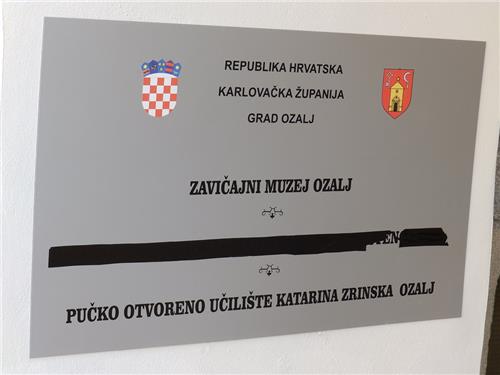 REPUBLIKA HRVATSKA
KARLOVAČKA ŽUPANIJA
GRAD OZALJ
ZAVIČAJNI MUZEJ OZALJ
PUČKO OTVORENO UČILIŠTE KATARINA ZRINSKA OZALJ